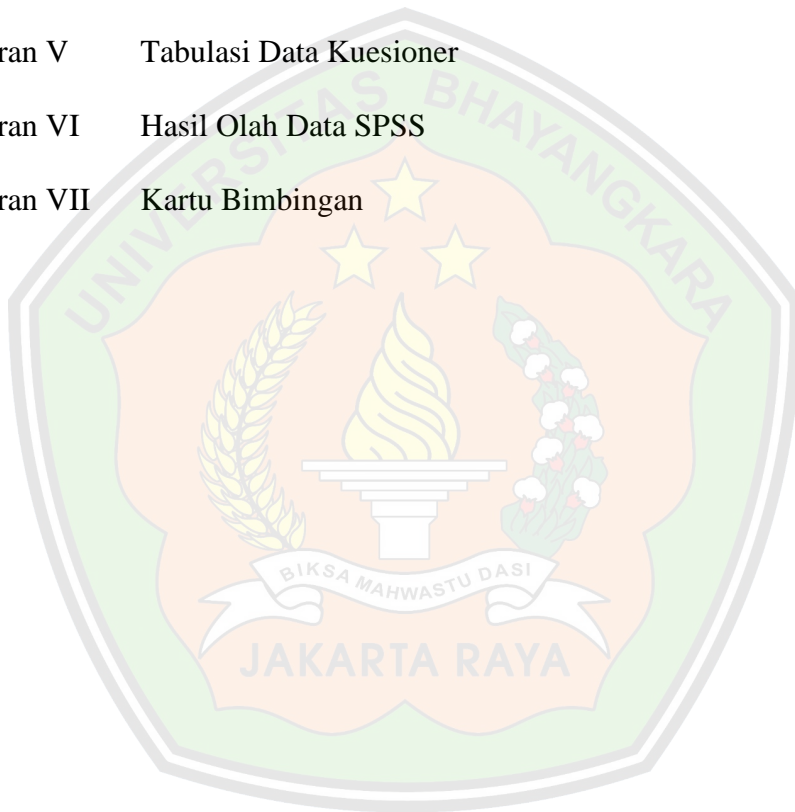 ran V Tabulasi Data Kuesioner
ran VI Hasil Olah Data SPSS
ran VII Kartu Bimbingan
UNIVERSITAS BHAYANGKARA
BIKSA MAHWASTU DASI
JAKARTA RAYA